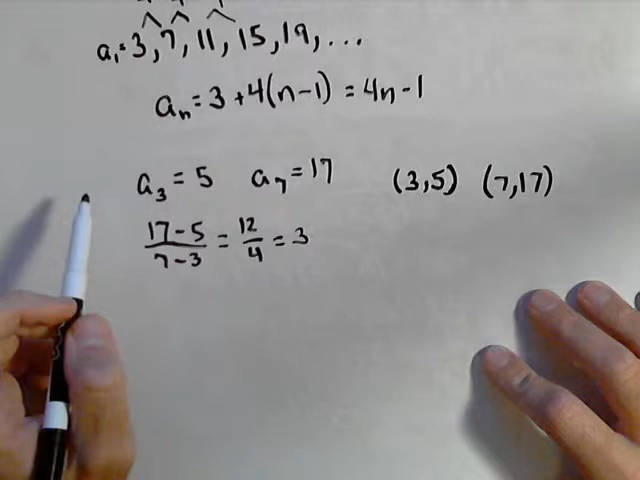 a₁=3, 7, 11, 15, 19, ...
aₙ = 3 + 4(n-1) = 4n - 1
a₃ = 5 a₇ = 17 (3,5) (7,17)
17-5/7-3 = 12/4 = 3